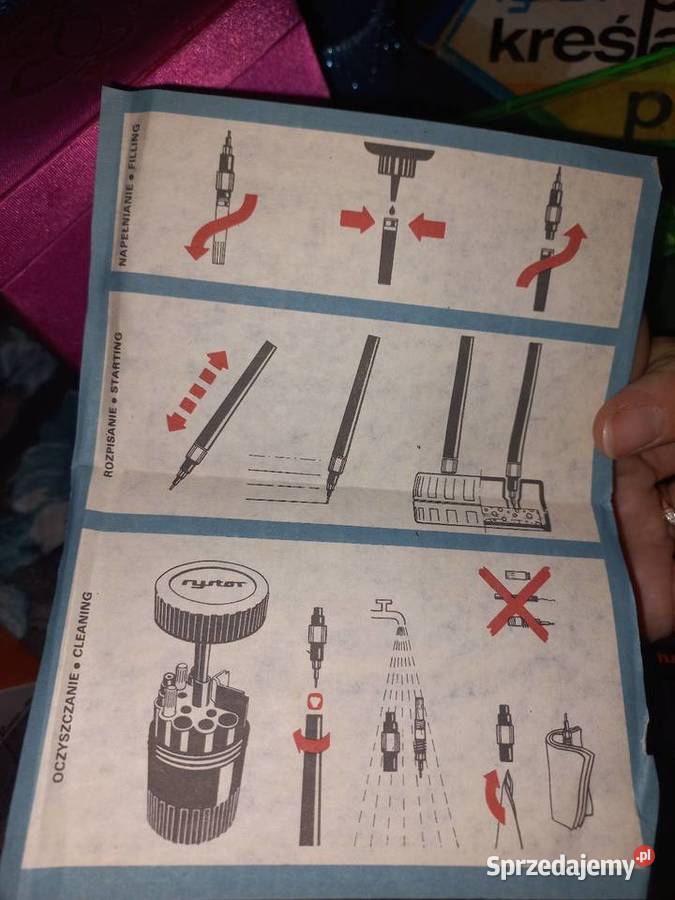 kreśla
p
NAPEŁNIANIE • FILLING
ROZPISANIE • STARTING
OCZYSZCZANIE • CLEANING
rystor
Sprzedajemy.pl